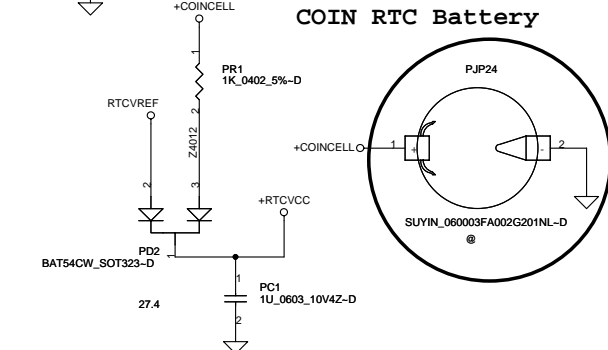 +COINCELL
COIN RTC Battery
1
PR1
1K_0402_5%~D
2
RTCVREF
Z4012
2
3
+RTCVCC
PD2
1
BAT54CW_SOT323~D
27.4
1
PC1
1U_0603_10V4Z~D
2
PJP24
+COINCELL
1
+
-
2
SUYIN_060003FA002G201NL~D
@